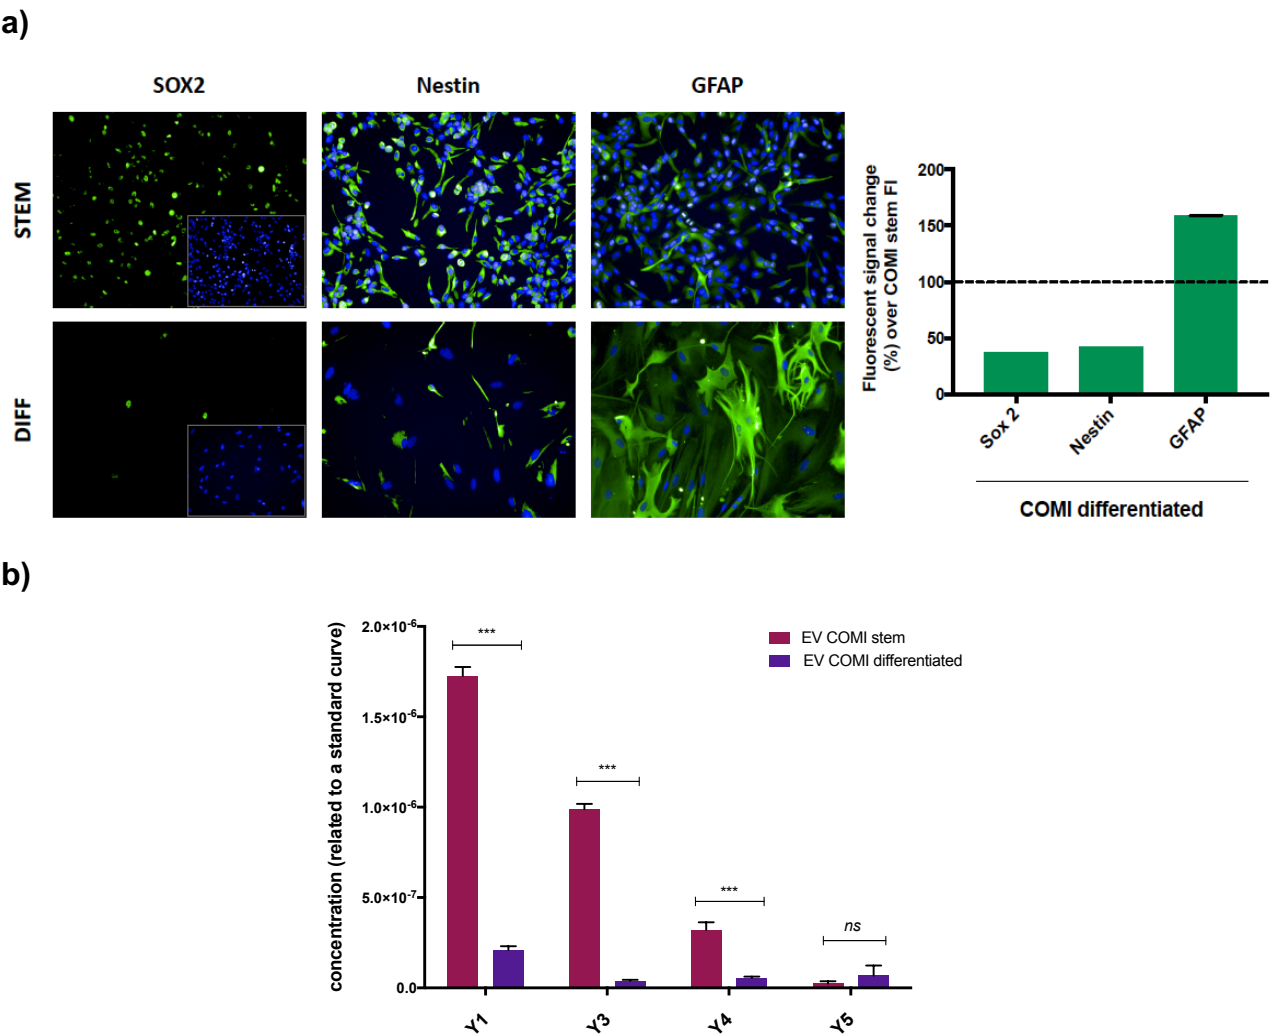 a)
SOX2
Nestin
GFAP
STEM
DIFF
Fluorescent signal change
(%) over COMI stem FI
200
150
100
50
0
Sox 2
Nestin
GFAP
COMI differentiated
b)
concentration (related to a standard curve)
2.0×10-6
1.5×10-6
1.0×10-6
5.0×10-7
0.0
***
***
***
ns
EV COMI stem
EV COMI differentiated
Y1
Y3
Y4
Y5